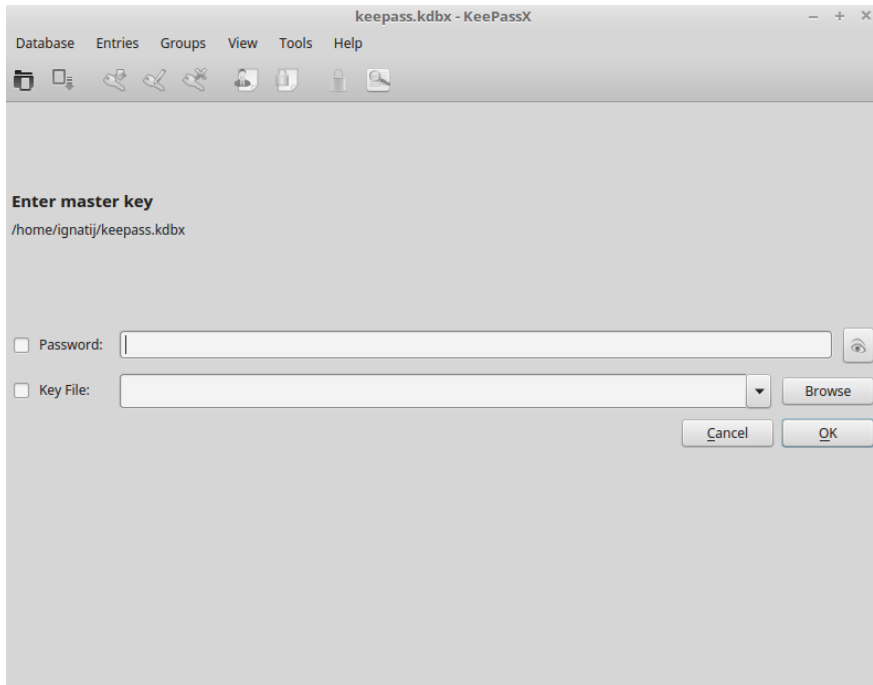 keepass.kdbx - KeePassX
Database Entries Groups View Tools Help
Enter master key
/home/ignatij/keepass.kdbx
Password:
Key File:
Browse
Cancel OK